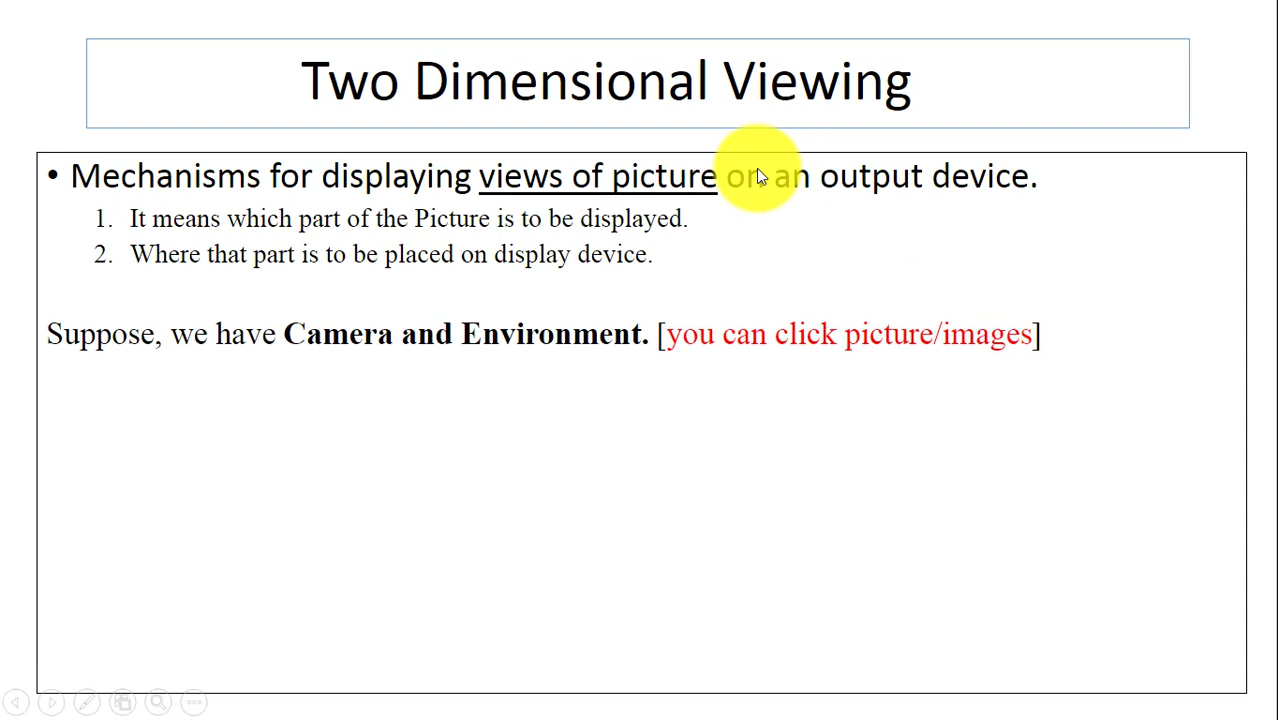 Two Dimensional Viewing
• Mechanisms for displaying views of picture on an output device.
1. It means which part of the Picture is to be displayed.
2. Where that part is to be placed on display device.
Suppose, we have Camera and Environment. [you can click picture/images]